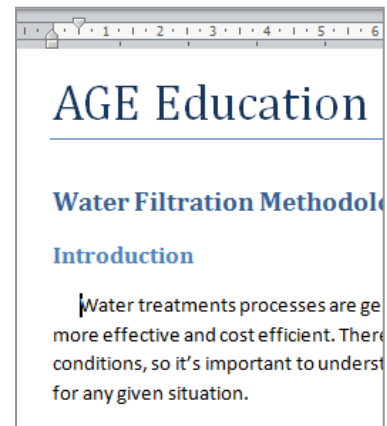 1 2 3 4 5 6
AGE Education
Water Filtration Methodol
Introduction
Water treatments processes are ge
more effective and cost efficient. There
conditions, so it's important to underst
for any given situation.